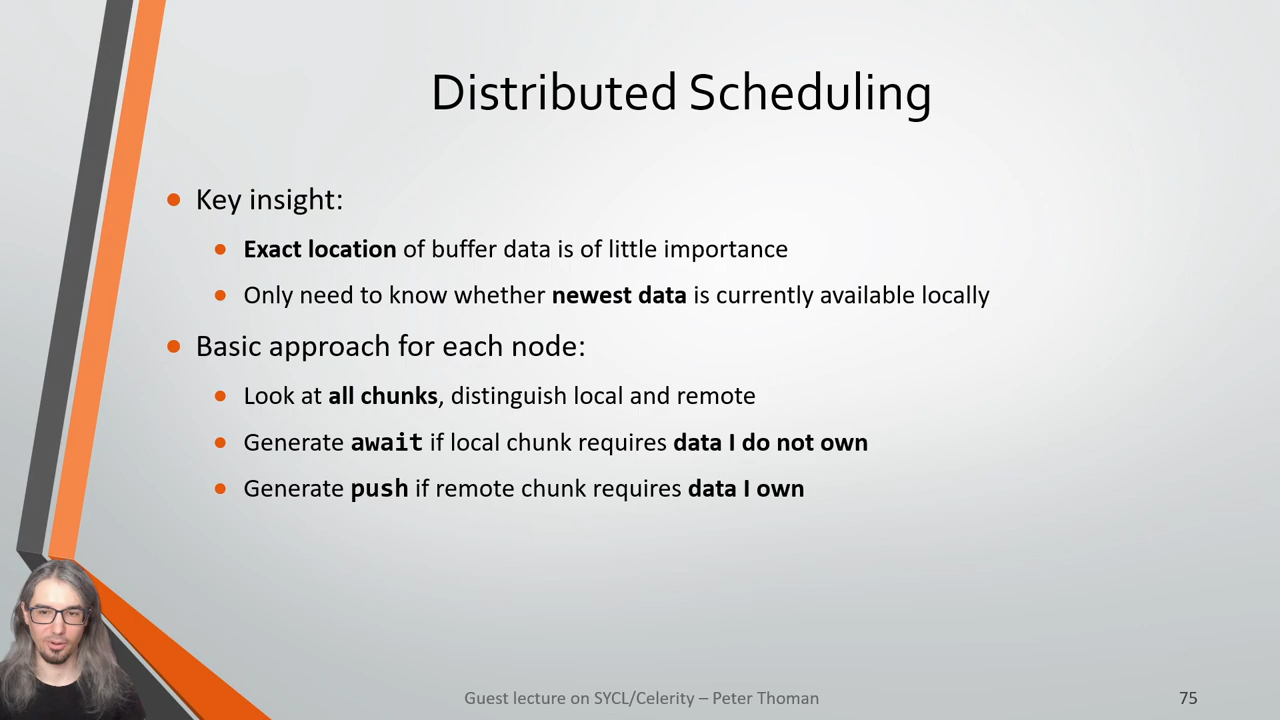 Distributed Scheduling
Key insight:
Exact location of buffer data is of little importance
Only need to know whether newest data is currently available locally
Basic approach for each node:
Look at all chunks, distinguish local and remote
Generate await if local chunk requires data I do not own
Generate push if remote chunk requires data I own
Guest lecture on SYCL/Celerity – Peter Thoman
75